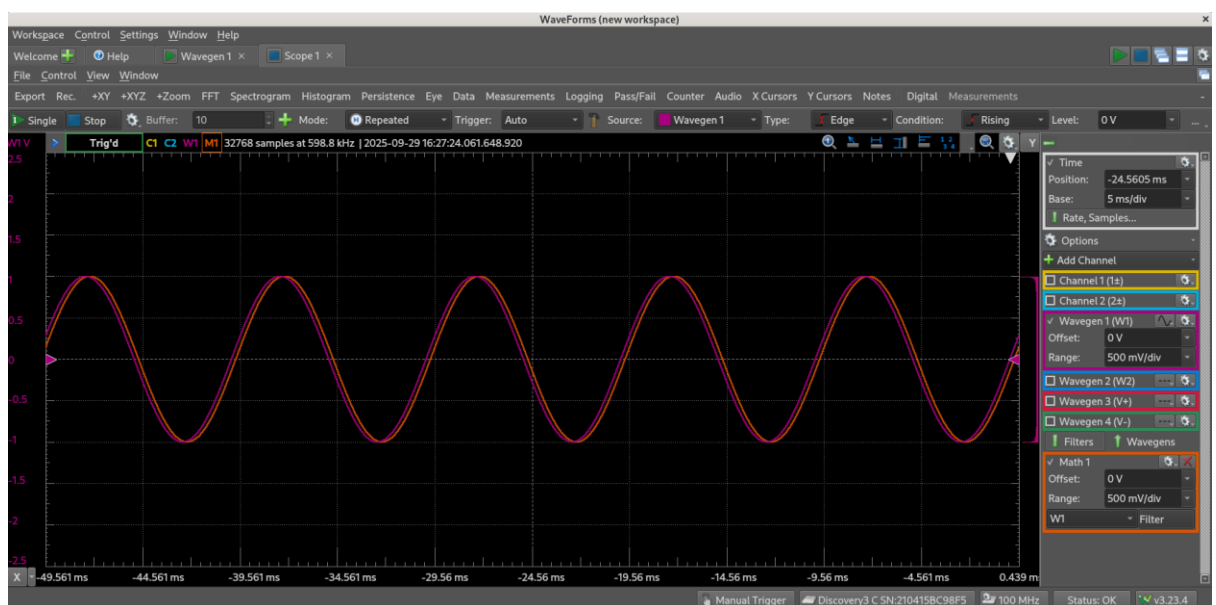 WaveForms (new workspace) ×
Workspace Control Settings Window Help
Welcome Help Wavegen 1 × Scope 1 ×
File Control View Window
Export Rec. +XY +XYZ +Zoom FFT Spectrogram Histogram Persistence Eye Data Measurements Logging Pass/Fail Counter Audio X Cursors Y Cursors Notes Digital Measurements
Single Stop Buffer: 10 Mode: Repeated Trigger: Auto Source: Wavegen 1 Type: Edge Condition: Rising Level: 0 V ...
W1 V Trig'd C1 C2 W1 M1 32768 samples at 598.8 kHz | 2025-09-29 16:27:24.061.648.920 Y
2.5
2
1.5
1
0.5
0
-0.5
-1
-1.5
-2
-2.5
X -49.561 ms -44.561 ms -39.561 ms -34.561 ms -29.56 ms -24.56 ms -19.56 ms -14.56 ms -9.56 ms -4.561 ms 0.439 m
Time
Position: -24.5605 ms
Base: 5 ms/div
Rate, Samples...
Options
Add Channel
Channel 1 (1±)
Channel 2 (2±)
Wavegen 1 (W1)
Offset: 0 V
Range: 500 mV/div
Wavegen 2 (W2) ---
Wavegen 3 (V+) ---
Wavegen 4 (V-) ---
Filters Wavegens
Math 1
Offset: 0 V
Range: 500 mV/div
W1 Filter
Manual Trigger Discovery3 C SN:210415BC98F5 100 MHz Status: OK v3.23.4